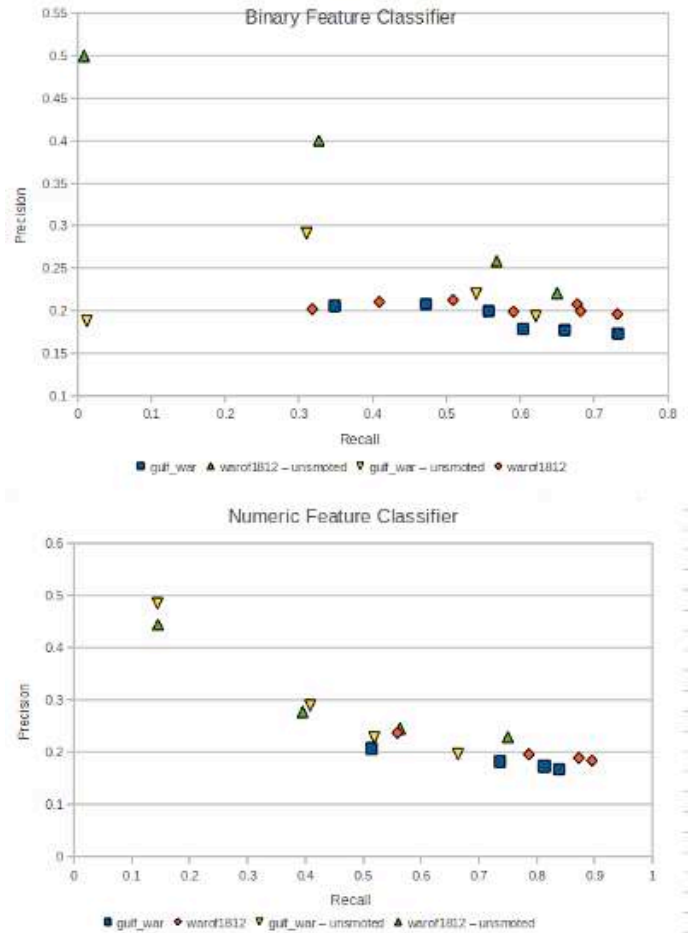 Binary Feature Classifier
0.55
0.5
0.45
0.4
0.35
0.3
0.25
0.2
0.15
0.1
Precision
0 0.1 0.2 0.3 0.4 0.5 0.6 0.7 0.8
Recall
gulf_war warof1812 – unsmoted gulf_war – unsmoted warof1812
Numeric Feature Classifier
0.6
0.5
0.4
0.3
0.2
0.1
0
Precision
0 0.1 0.2 0.3 0.4 0.5 0.6 0.7 0.8 0.9 1
Recall
gulf_war warof1812 gulf_war – unsmoted warof1812 – unsmoted